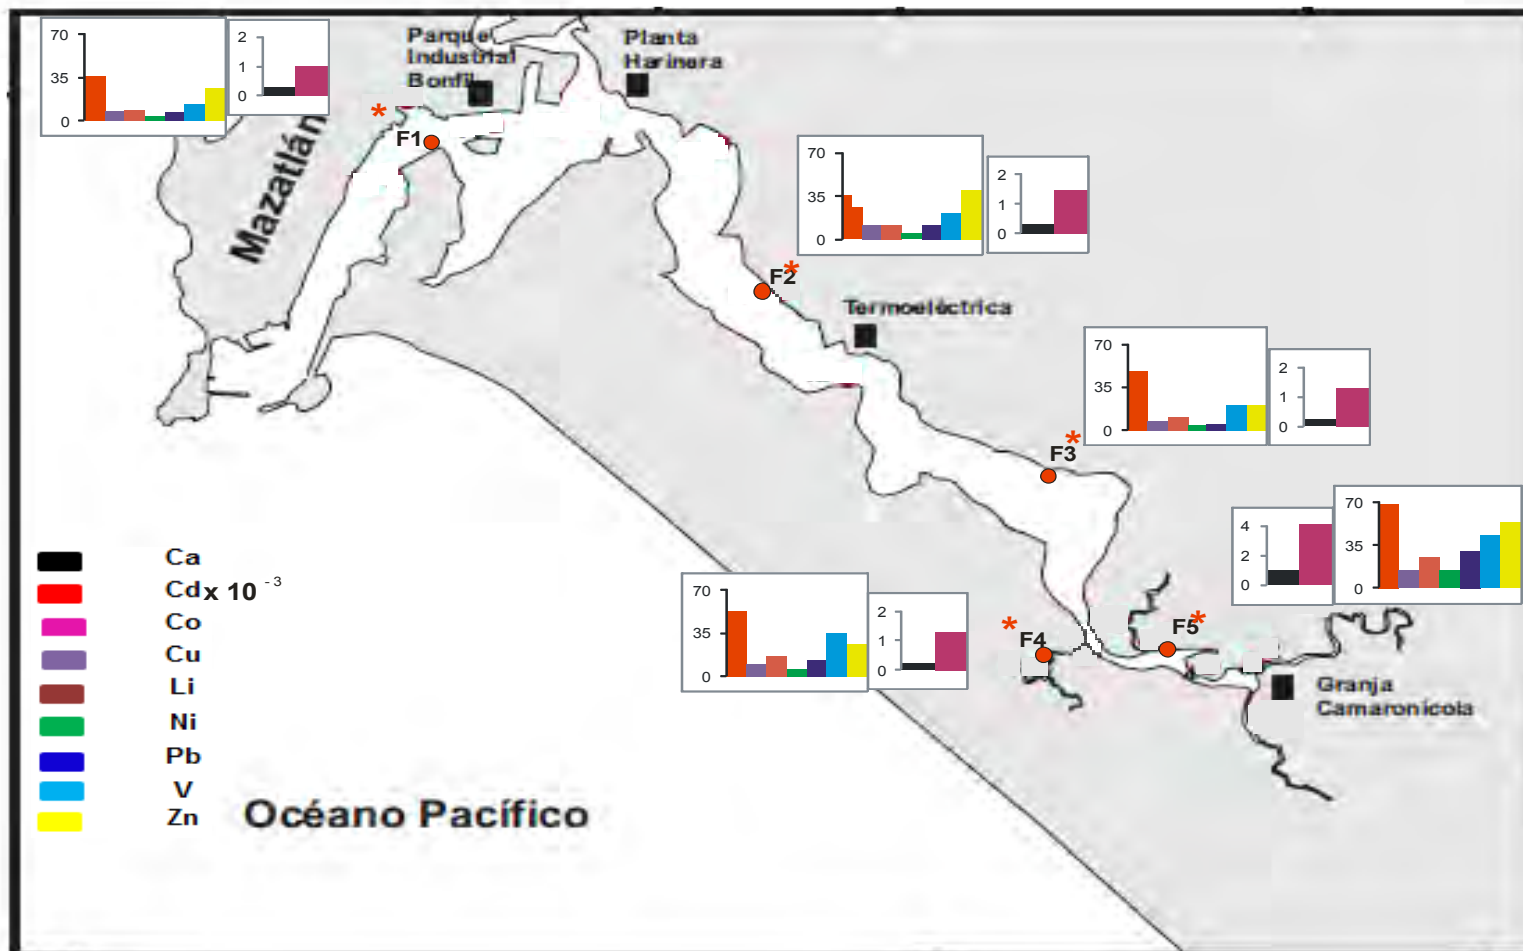 70
35
0
2
1
0
Parque
Industrial
Bonfil
Planta
Harinera
Mazatlán
*
F1
70
35
0
2
1
0
F2*
Termoeléctrica
70
35
0
2
1
0
*
F3
4
2
0
70
35
0
70
35
0
2
1
0
*
F4
F5*
Granja
Camaronícola
Ca
Cd x 10 -3
Co
Cu
Li
Ni
Pb
V
Zn
Océano Pacífico